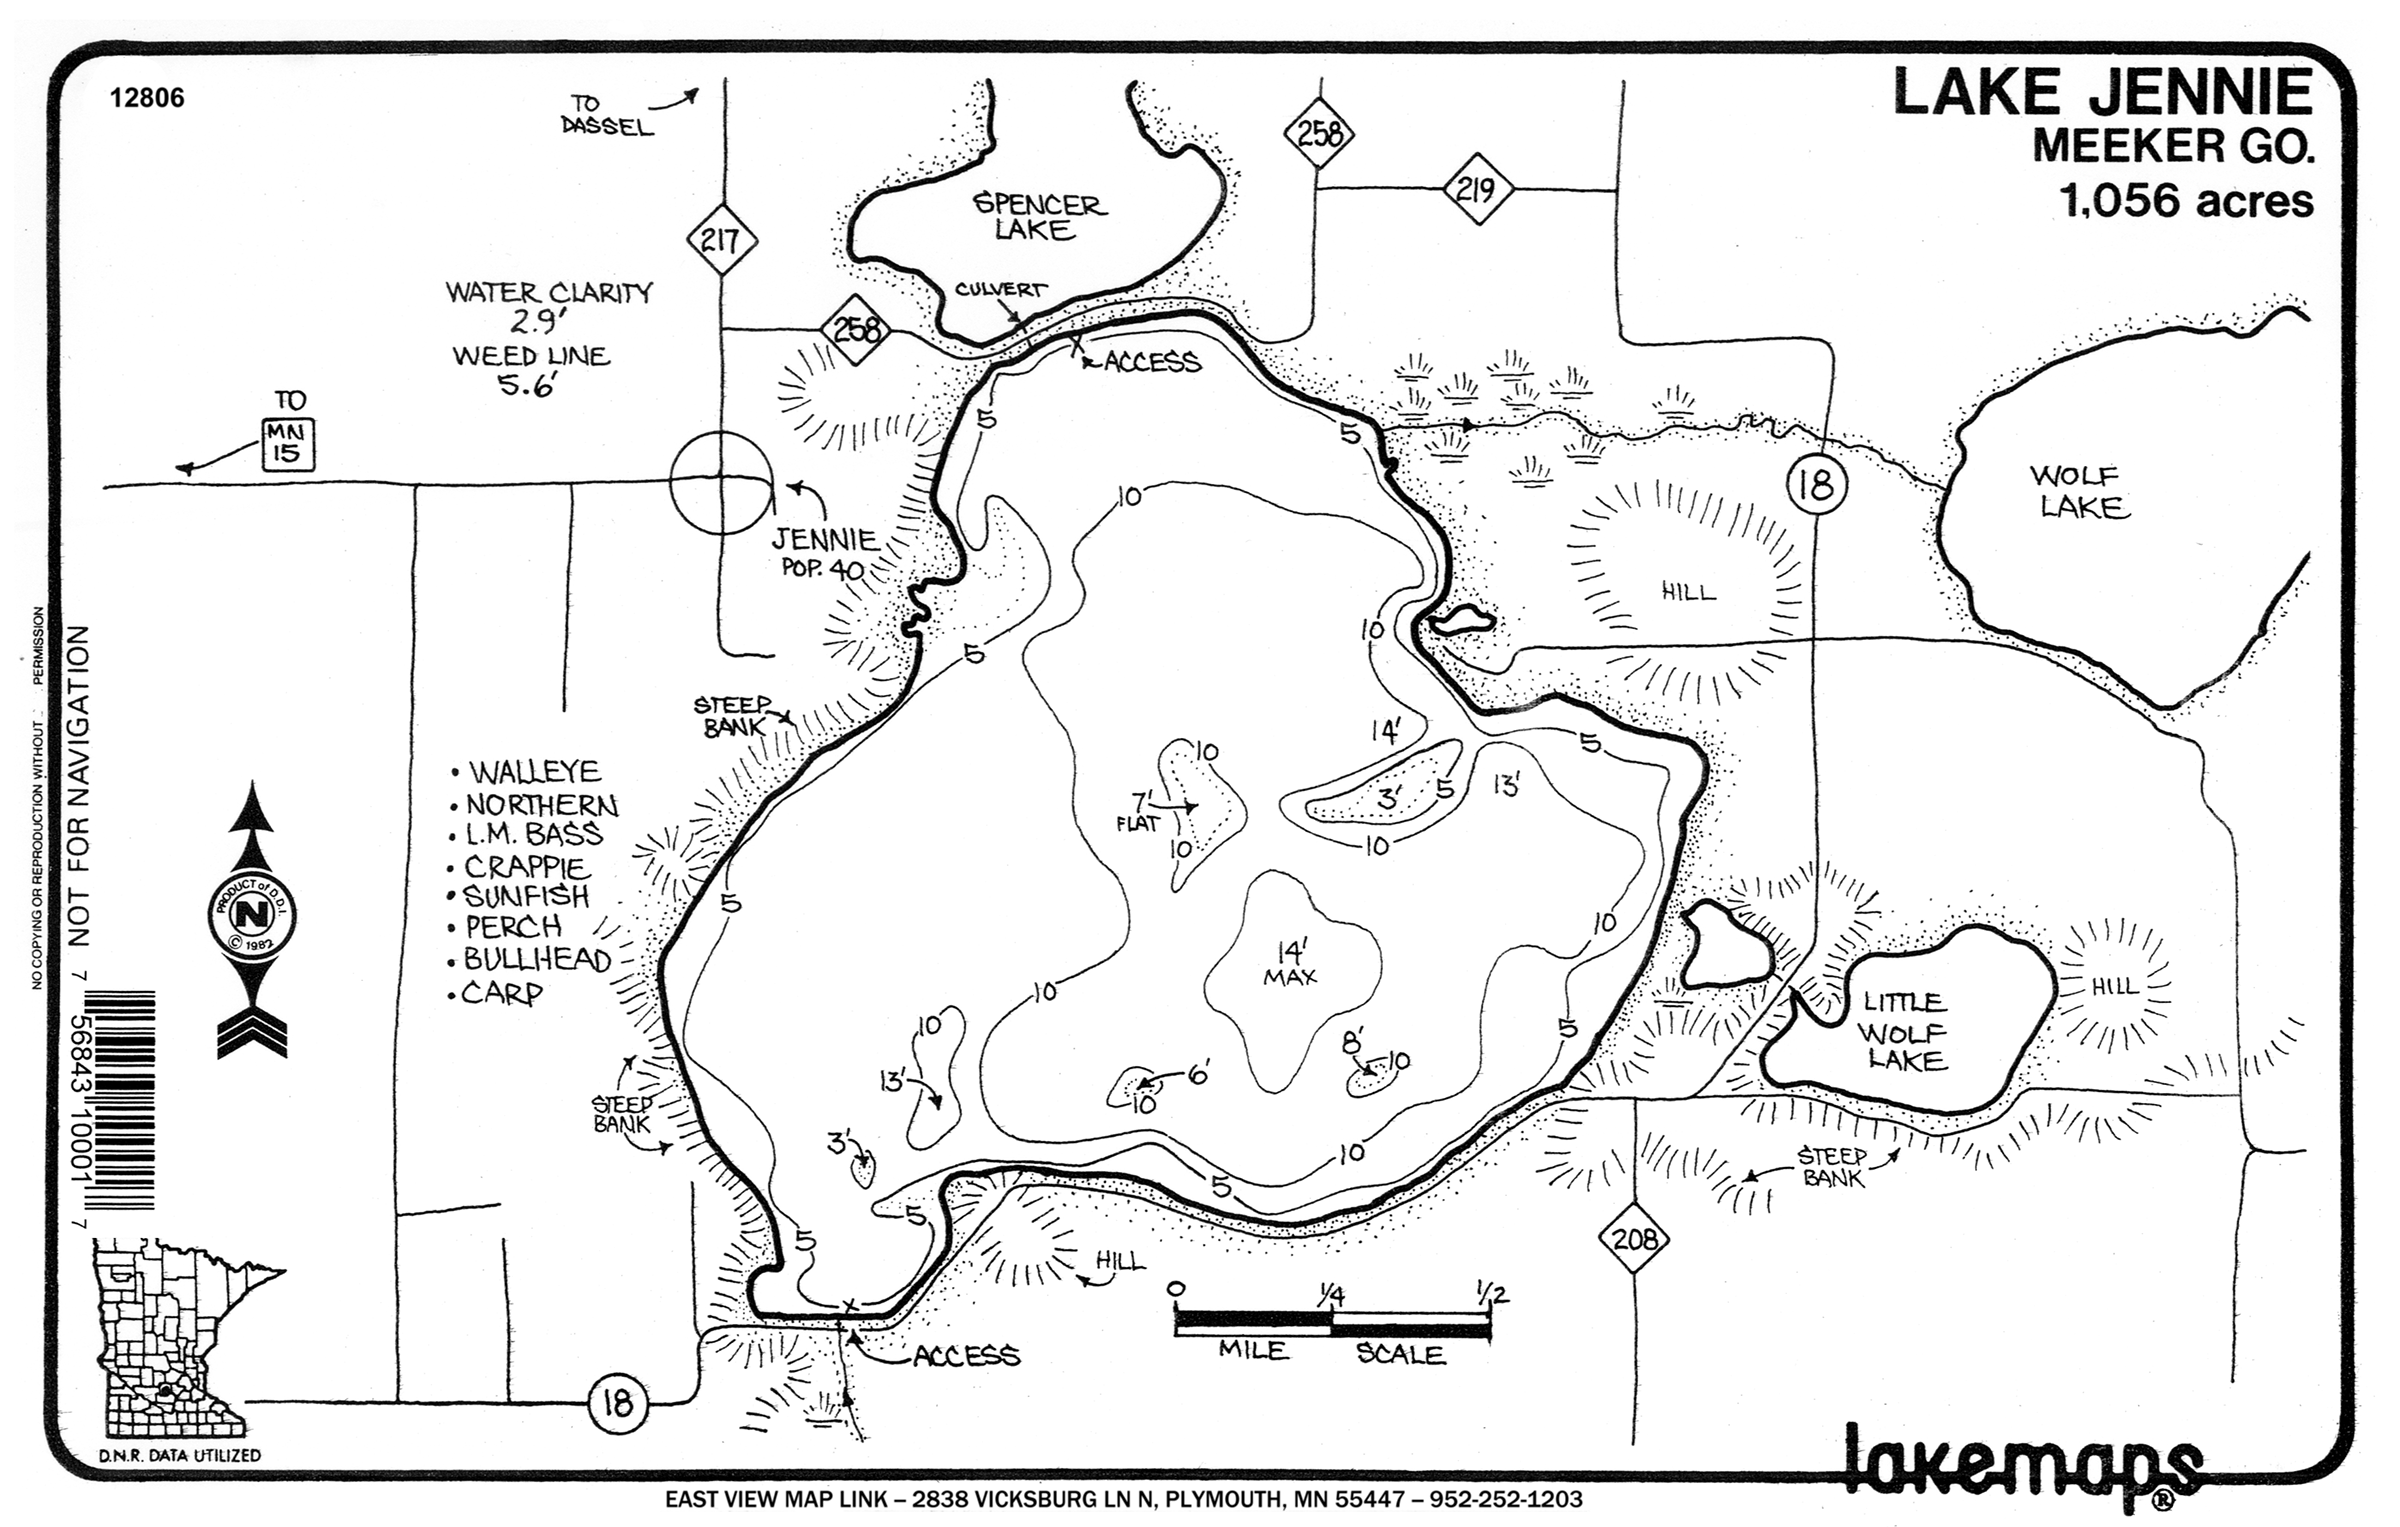 12806
LAKE JENNIE
MEEKER GO.
1,056 acres
TO
DASSEL
258
219
217
SPENCER
LAKE
CULVERT
WATER CLARITY
2.9'
WEED LINE
5.6'
258
ACCESS
TO
MN
15
5
5
18
WOLF
LAKE
10
JENNIE
POP. 40
HILL
10
5
STEEP
BANK
14'
5
10
13'
3'
5
7'
FLAT
10
10
• WALLEYE
• NORTHERN
• L.M. BASS
• CRAPPIE
• SUNFISH
• PERCH
• BULLHEAD
• CARP
5
10
14'
MAX
10
LITTLE
WOLF
LAKE
HILL
10
5
8'
10
13'
6'
10
STEEP
BANK
3'
10
STEEP
BANK
5
5
5
208
HILL
0
1/4
1/2
MILE
SCALE
ACCESS
18
PRODUCT of D.D.I.
N
© 1982
NO COPYING OR REPRODUCTION WITHOUT PERMISSION
NOT FOR NAVIGATION
7 56843 10001 7
D.N.R. DATA UTILIZED
lakemaps®
EAST VIEW MAP LINK – 2838 VICKSBURG LN N, PLYMOUTH, MN 55447 – 952-252-1203